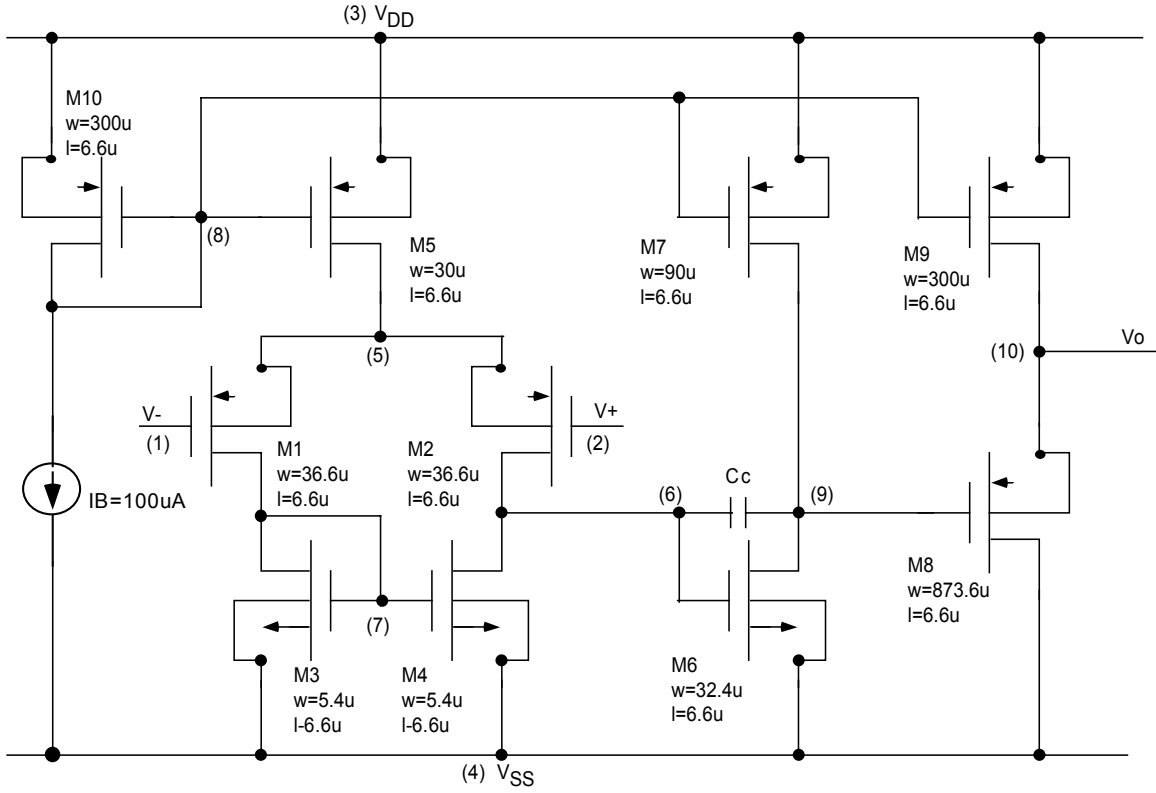 (3) VDD
M10
w=300u
l=6.6u
(8)
M5
w=30u
l=6.6u
M7
w=90u
l=6.6u
M9
w=300u
l=6.6u
(5)
(10)
Vo
V-
(1)
V+
(2)
M1
w=36.6u
l=6.6u
M2
w=36.6u
l=6.6u
IB=100uA
(6)
Cc
(9)
M8
w=873.6u
l=6.6u
(7)
M3
w=5.4u
l-6.6u
M4
w=5.4u
l-6.6u
M6
w=32.4u
l=6.6u
(4) VSS